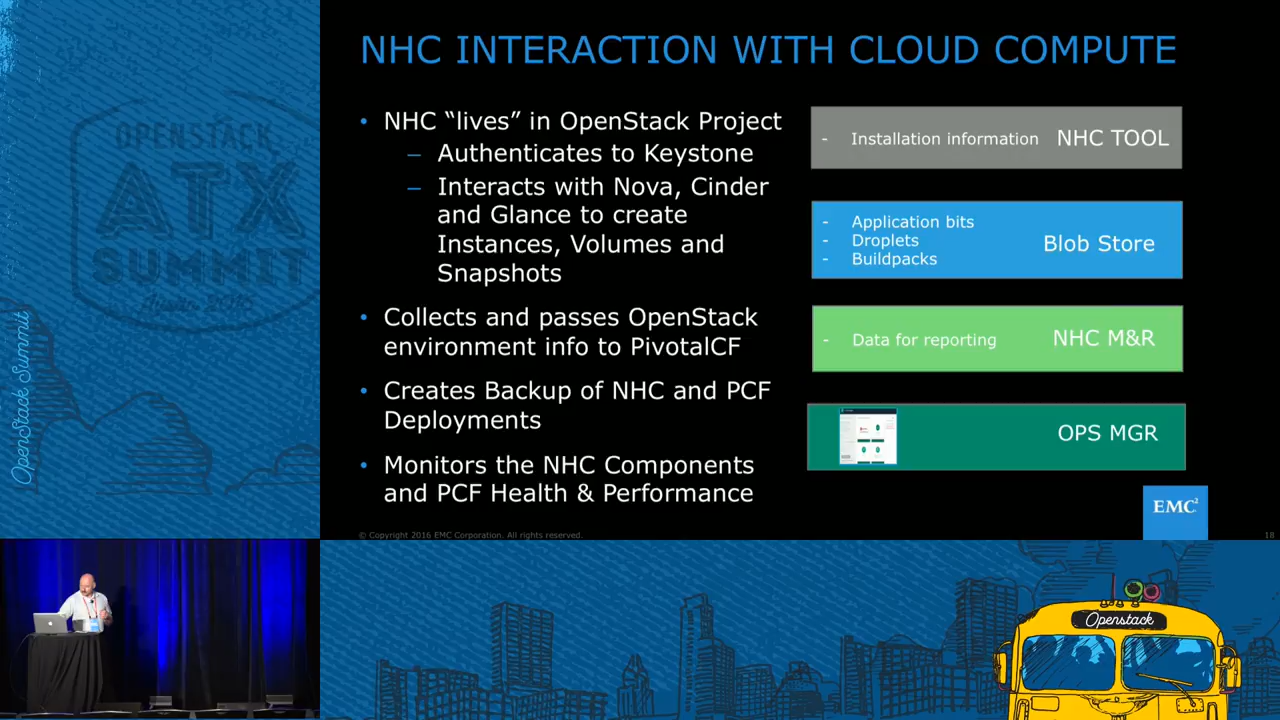 NHC INTERACTION WITH CLOUD COMPUTE
• NHC “lives” in OpenStack Project
– Authenticates to Keystone
– Interacts with Nova, Cinder
and Glance to create
Instances, Volumes and
Snapshots
• Collects and passes OpenStack
environment info to PivotalCF
• Creates Backup of NHC and PCF
Deployments
• Monitors the NHC Components
and PCF Health & Performance
- Installation information NHC TOOL
- Application bits
- Droplets
- Buildpacks
Blob Store
- Data for reporting NHC M&R
OPS MGR
EMC²
© Copyright 2016 EMC Corporation. All rights reserved.
18
OPENSTACK
ATX
SUMMIT
Austin 2016
OpenStack Summit
Openstack